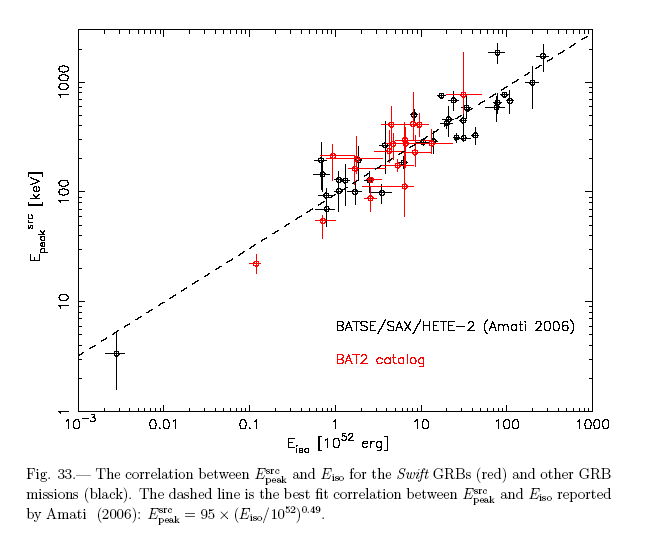 1000
100
10
1
E_peak^src [keV]
BATSE/SAX/HETE-2 (Amati 2006)
BAT2 catalog
10^-3 0.01 0.1 1 10 100 1000
E_iso [10^52 erg]
Fig. 33.— The correlation between E_peak^src and E_iso for the Swift GRBs (red) and other GRB
missions (black). The dashed line is the best fit correlation between E_peak^src and E_iso reported
by Amati (2006): E_peak^src = 95 × (E_iso/10^52)^0.49.